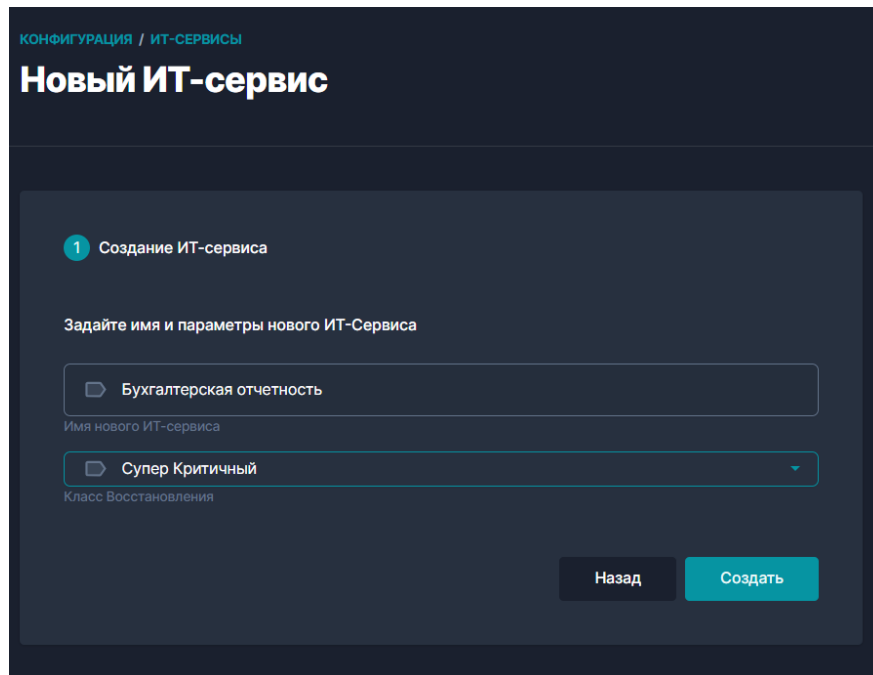 КОНФИГУРАЦИЯ / ИТ-СЕРВИСЫ
Новый ИТ-сервис
1 Создание ИТ-сервиса
Задайте имя и параметры нового ИТ-Сервиса
Бухгалтерская отчетность
Имя нового ИТ-сервиса
Супер Критичный
Класс Восстановления
Назад Создать